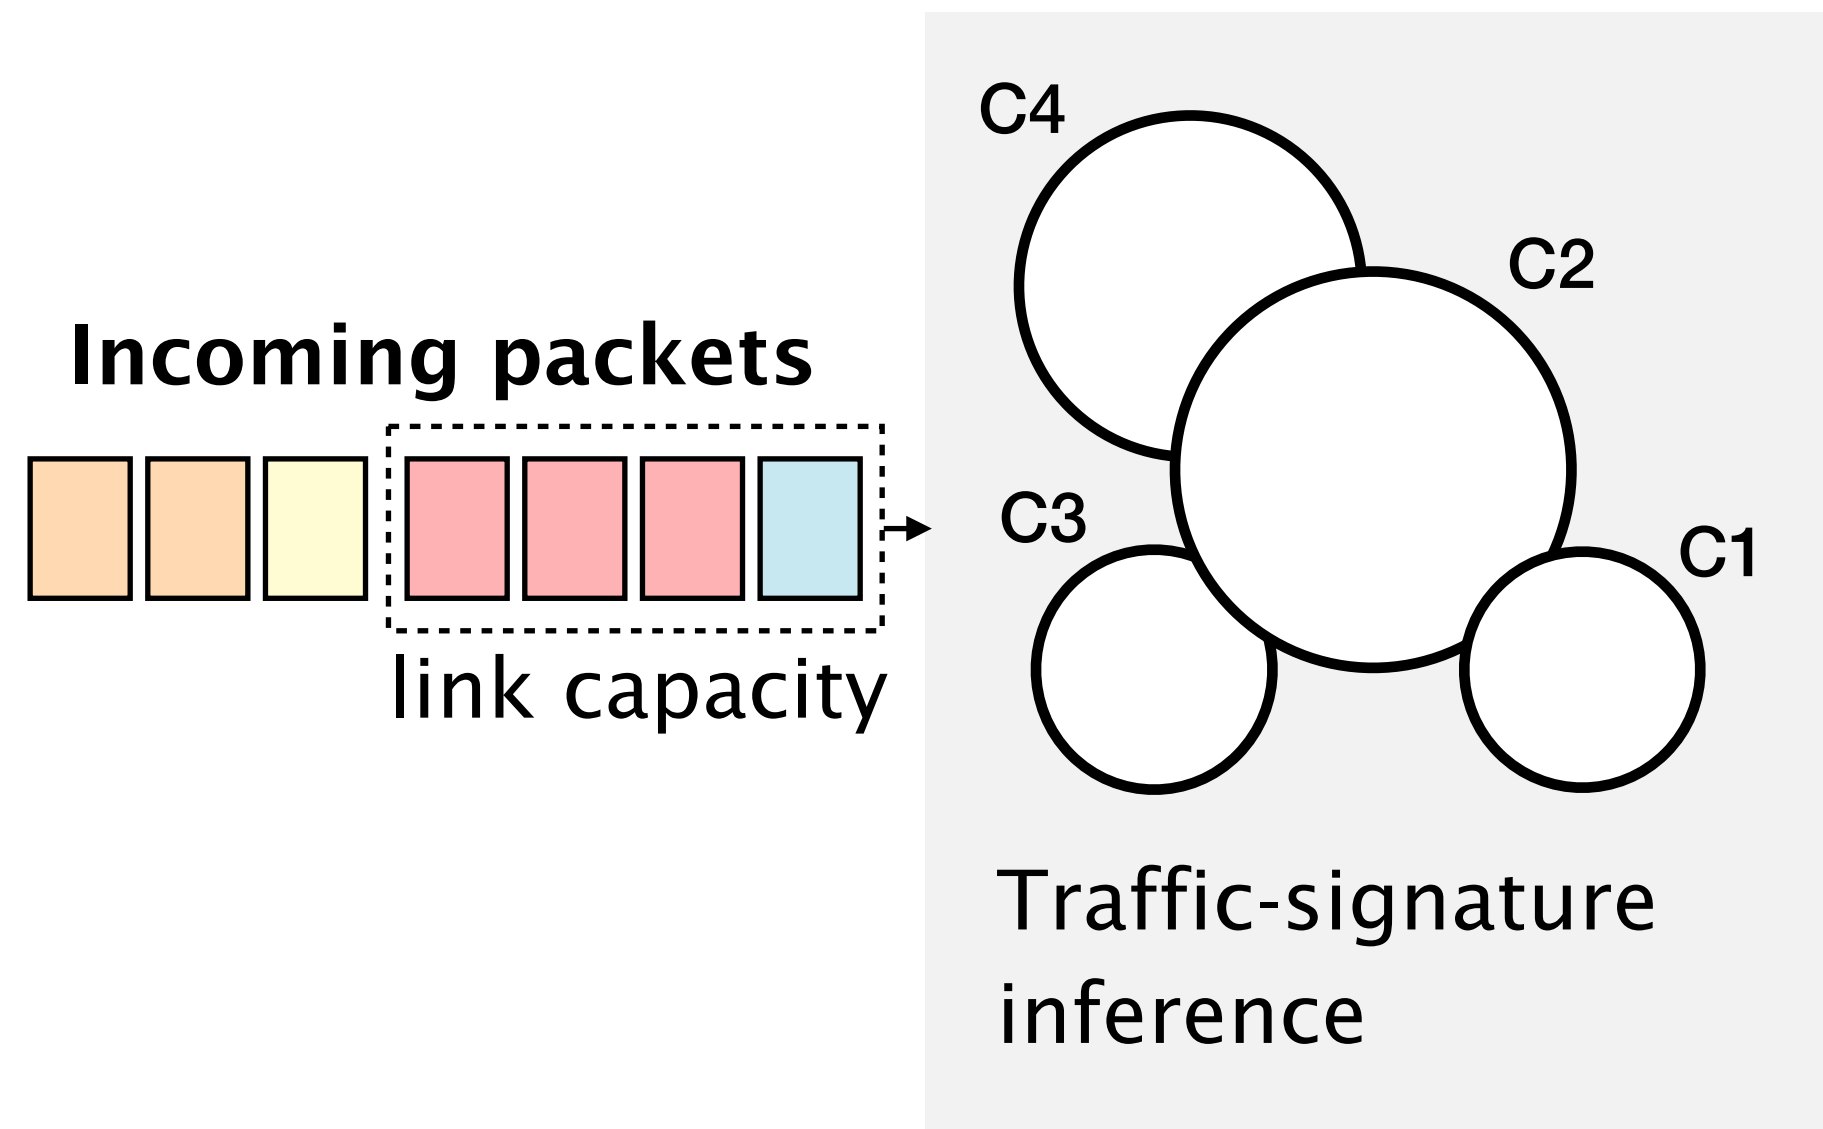 Incoming packets
link capacity
C4
C2
C3
C1
Traffic-signature
inference